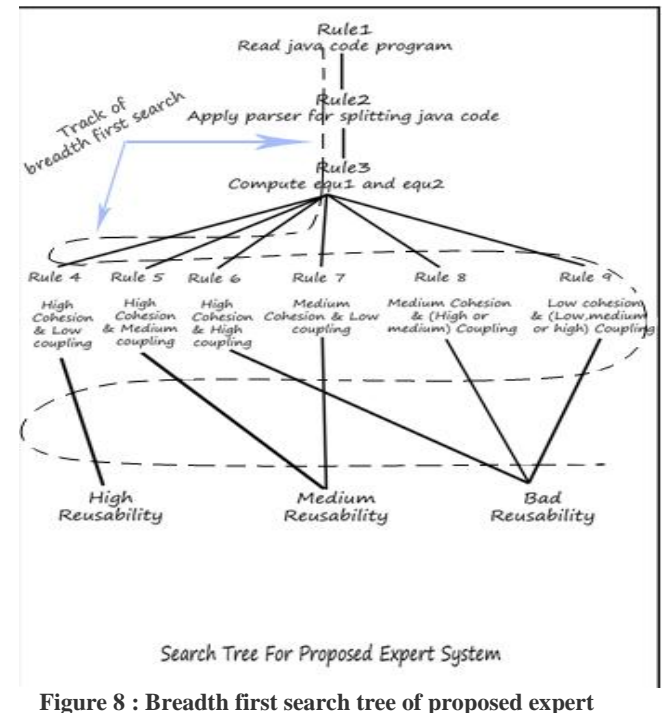 Rule1
Read java code program
Track of
breadth first search
Rule2
Apply parser for splitting java code
Rule3
Compute equ1 and equ2
Rule 4
High
Cohesion
& Low
coupling
Rule 5
High
Cohesion
& Medium
coupling
Rule 6
High
Cohesion
& High
coupling
Rule 7
Medium
Cohesion & Low
coupling
Rule 8
Medium Cohesion
& (High or
medium) Coupling
Rule 9
Low cohesion
& (Low,medium
or high) Coupling
High
Reusability
Medium
Reusability
Bad
Reusability
Search Tree For Proposed Expert System
Figure 8 : Breadth first search tree of proposed expert